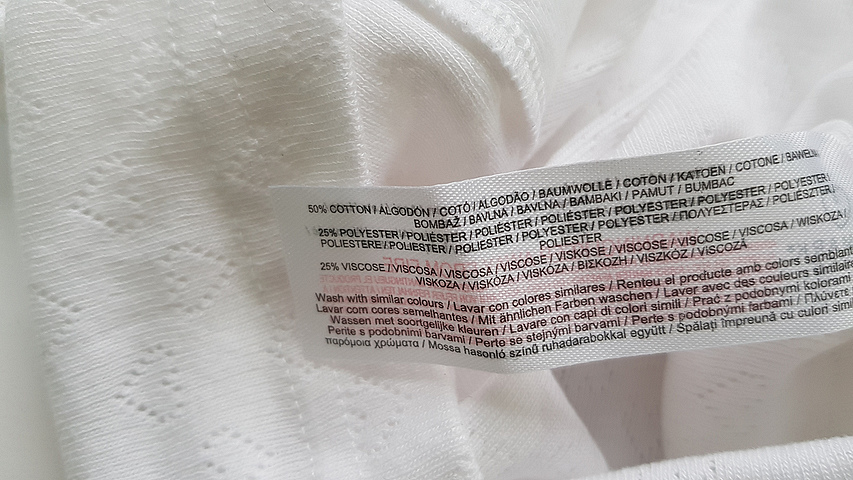 50% COTTON / ALGODÓN / COTÓ / ALGODÃO / BAUMWOLLE / COTON / KATOEN / COTONE / BAWEŁNA
BOMBAŽ / BAVLNA / BAVLNA / BAMBAKI / PAMUT / BUMBAC
25% POLYESTER / POLIÉSTER / POLIÈSTER / POLIÉSTER / POLYESTER / POLYESTER / POLYESTER /
POLIESTERE / POLIESTER / POLIESTER / POLYESTER / POLYESTER / ΠΟΛΥΕΣΤΕΡΑΣ / POLIÉSZTER /
POLIESTER
25% VISCOSE / VISCOSA / VISCOSA / VISCOSE / VISKOSE / VISCOSE / VISCOSE / VISCOSA / WISKOZA /
VISKOZA / VISKÓZA / VISKÓZA / ΒΙΣΚΟΖΗ / VISZKÓZ / VISCOZĂ
Wash with similar colours / Lavar con colores similares / Renteu el producte amb colors semblants
Lavar com cores semelhantes / Mit ähnlichen Farben waschen / Laver avec des couleurs similaires
Wassen met soortgelijke kleuren / Lavare con capi di colori simili / Prać z podobnymi kolorami
Perite s podobnimi barvami / Perte se stejnými barvami / Perte s podobnými farbami / Πλύνετε
παρόμοια χρώματα / Mossa hasonló színű ruhadarabokkal együtt / Spălați împreună cu culori